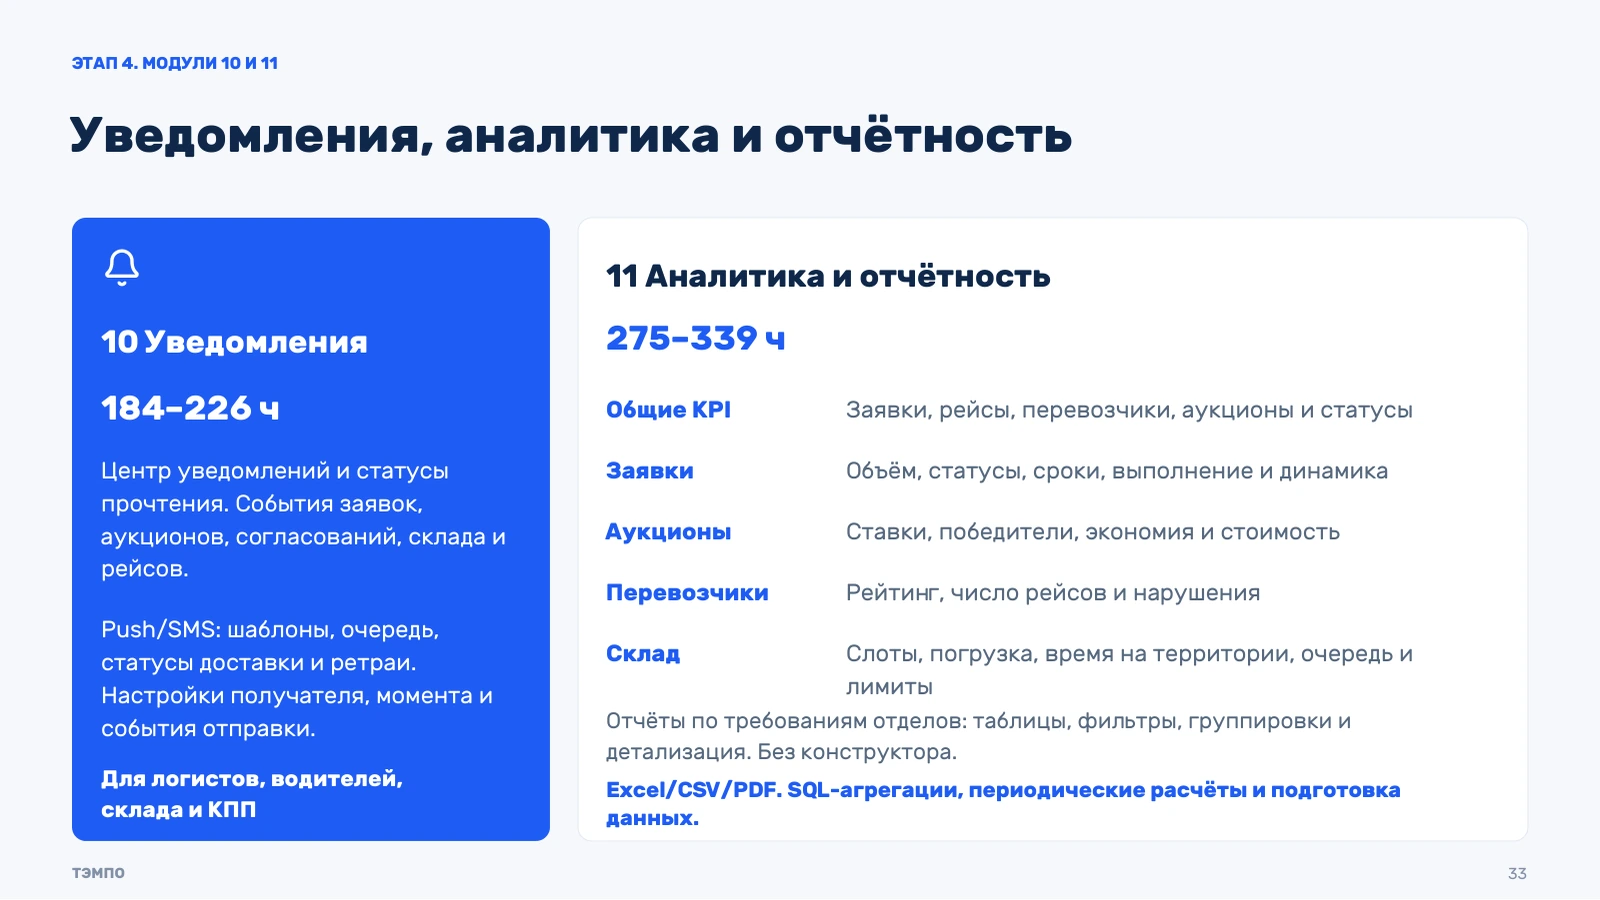 ЭТАП 4. МОДУЛИ 10 И 11
Уведомления, аналитика и отчётность
10 Уведомления
184–226 ч
Центр уведомлений и статусы
прочтения. События заявок,
аукционов, согласований, склада и
рейсов.
Push/SMS: шаблоны, очередь,
статусы доставки и ретраи.
Настройки получателя, момента и
события отправки.
Для логистов, водителей,
склада и КПП
11 Аналитика и отчётность
275–339 ч
Общие KPI Заявки, рейсы, перевозчики, аукционы и статусы
Заявки Объём, статусы, сроки, выполнение и динамика
Аукционы Ставки, победители, экономия и стоимость
Перевозчики Рейтинг, число рейсов и нарушения
Склад Слоты, погрузка, время на территории, очередь и
лимиты
Отчёты по требованиям отделов: таблицы, фильтры, группировки и
детализация. Без конструктора.
Excel/CSV/PDF. SQL-агрегации, периодические расчёты и подготовка
данных.
ТЭМПО
33